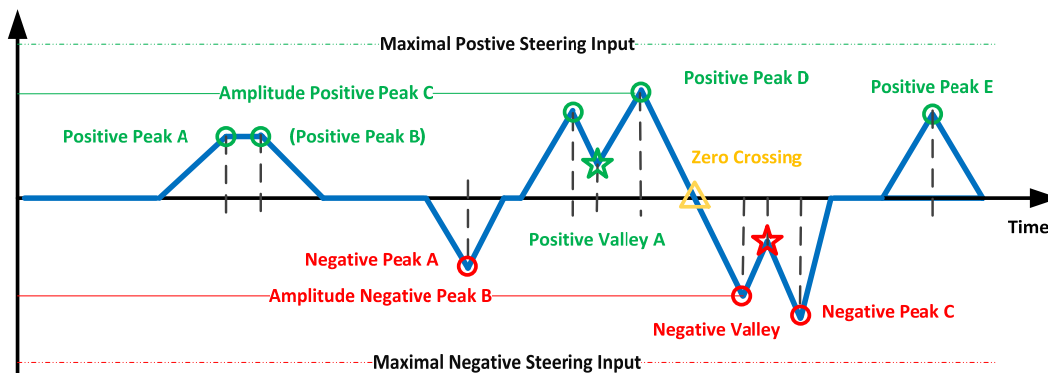 Maximal Postive Steering Input
Amplitude Positive Peak C
Positive Peak D
Positive Peak E
Positive Peak A
(Positive Peak B)
Zero Crossing
Positive Valley A
Time
Negative Peak A
Amplitude Negative Peak B
Negative Peak C
Negative Valley
Maximal Negative Steering Input